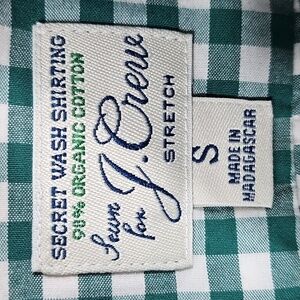 SECRET WASH SHIRTING
98% ORGANIC COTTON
Sewn
for
J.Crew
STRETCH
S
MADE IN
MADAGASCAR